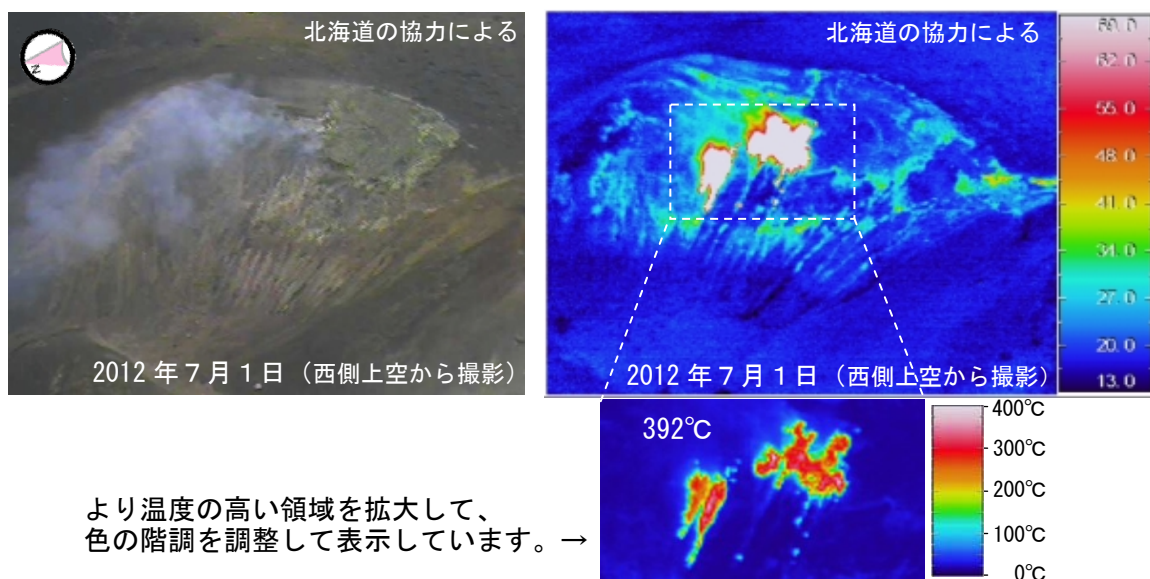 北海道の協力による
N
2012 年７月１日（西側上空から撮影）
北海道の協力による
2012 年７月１日（西側上空から撮影）
69.0
62.0
55.0
48.0
41.0
34.0
27.0
20.0
13.0
392℃
400℃
300℃
200℃
100℃
0℃
より温度の高い領域を拡大して、
色の階調を調整して表示しています。→